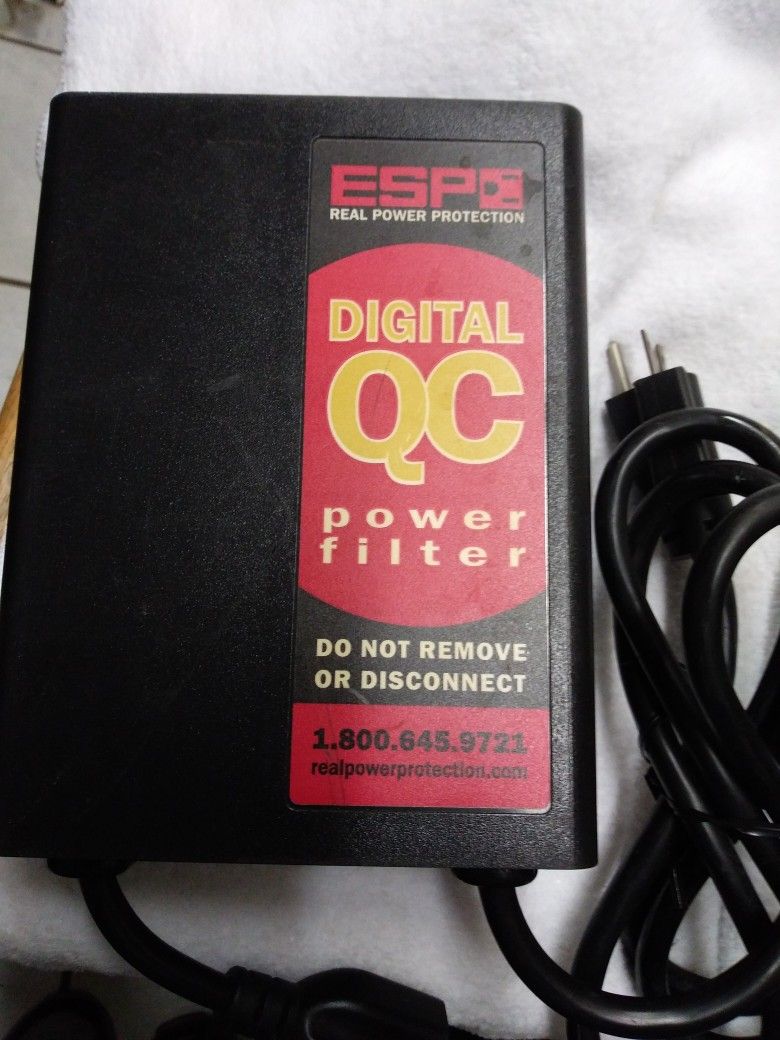 ESP
REAL POWER PROTECTION
DIGITAL
QC
power
filter
DO NOT REMOVE
OR DISCONNECT
1.800.645.9721
realpowerprotection.com